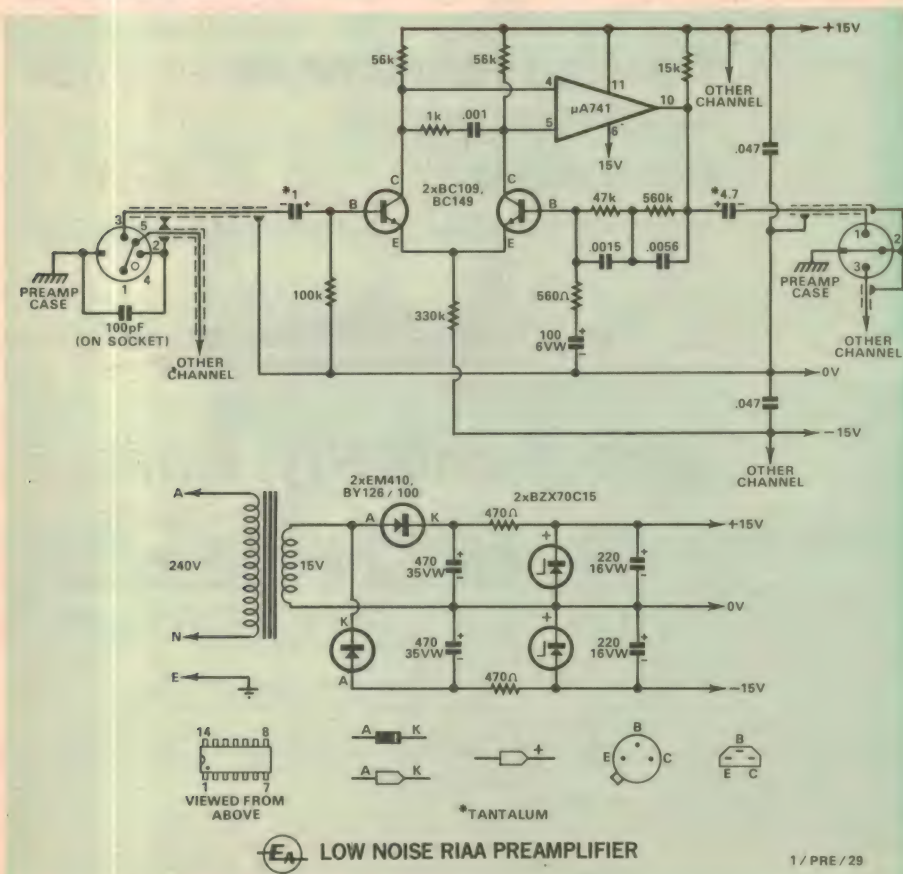 +15V
56k
56k
15k
4
11
OTHER
CHANNEL
μA741
10
5
6
1k
.001
15V
.047
*1
- +
C
C
2xBC109,
BC149
47k
560k
*4.7
+ -
3
5
2
1
4
B
B
E
E
.0015
.0056
1
2
3
PREAMP
CASE
100pF
(ON SOCKET)
*OTHER
CHANNEL
100k
330k
560Ω
100
6VW
+
-
PREAMP
CASE
OTHER
CHANNEL
0V
.047
-15V
OTHER
CHANNEL
2xEM410,
BY126/100
2xBZX70C15
A
A
K
470Ω
+15V
240V
15V
470
35VW
+
-
+
220
16VW
+
-
0V
N
K
A
470
35VW
+
-
+
220
16VW
+
-
E
470Ω
-15V
14
8
1
7
VIEWED FROM
ABOVE
A
K
A
K
+
B
E
C
B
E
C
*TANTALUM
EA LOW NOISE RIAA PREAMPLIFIER
1/PRE/29